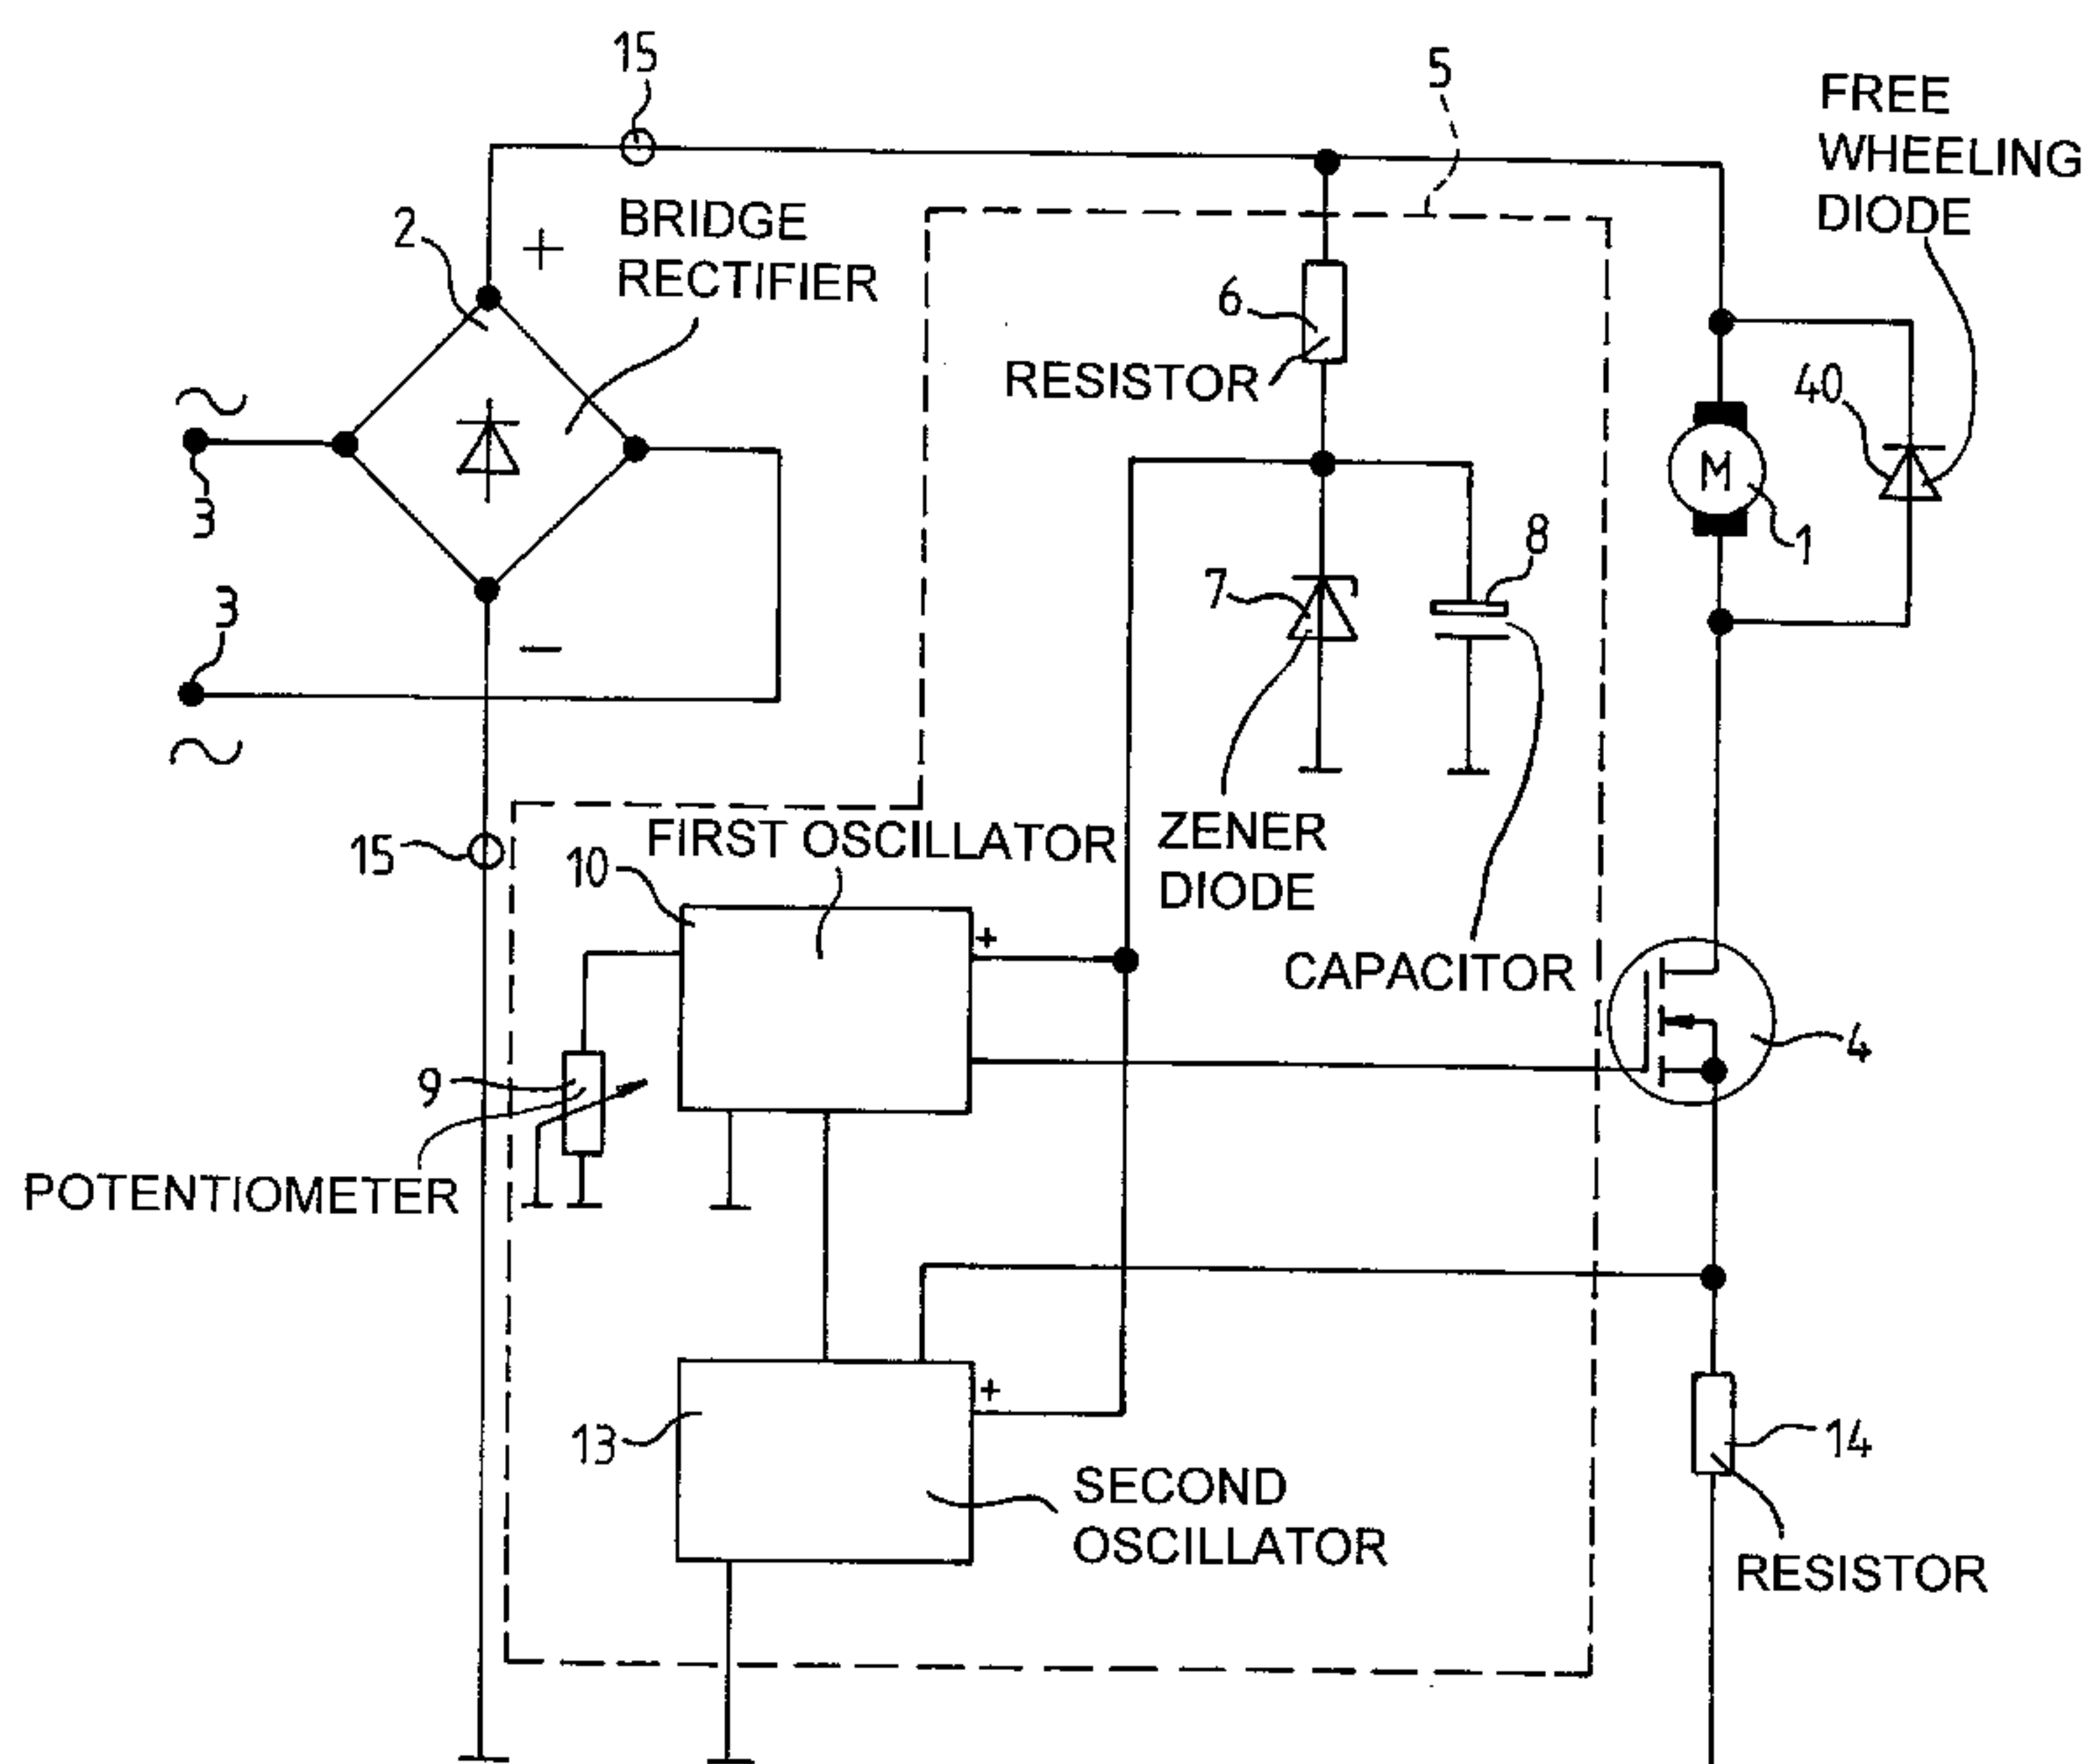 15
5
FREE
WHEELING
DIODE
2
+
BRIDGE
RECTIFIER
6
RESISTOR
40
3
M
1
8
7
3
−
ZENER
DIODE
15
10
FIRST OSCILLATOR
+
CAPACITOR
4
9
POTENTIOMETER
+
13
14
SECOND
OSCILLATOR
RESISTOR